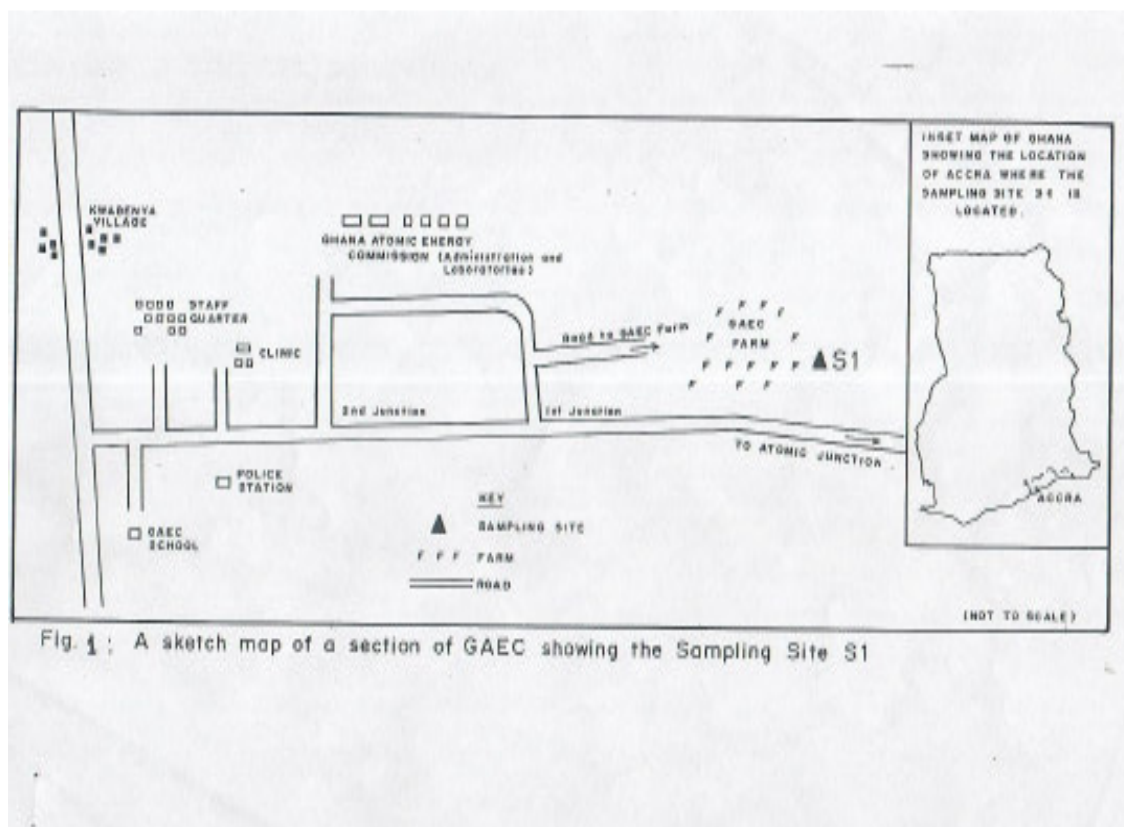 KWABENYA
VILLAGE
GHANA ATOMIC ENERGY
COMMISSION (Administration and
Laboratories)
STAFF
QUARTER
CLINIC
Road to GAEC Farm
GAEC
FARM
S1
2nd Junction
1st Junction
TO ATOMIC JUNCTION
POLICE
STATION
GAEC
SCHOOL
KEY
SAMPLING SITE
F F F FARM
ROAD
INSET MAP OF GHANA
SHOWING THE LOCATION
OF ACCRA WHERE THE
SAMPLING SITE IS
LOCATED.
ACCRA
(NOT TO SCALE)
Fig. 1: A sketch map of a section of GAEC showing the Sampling Site S1